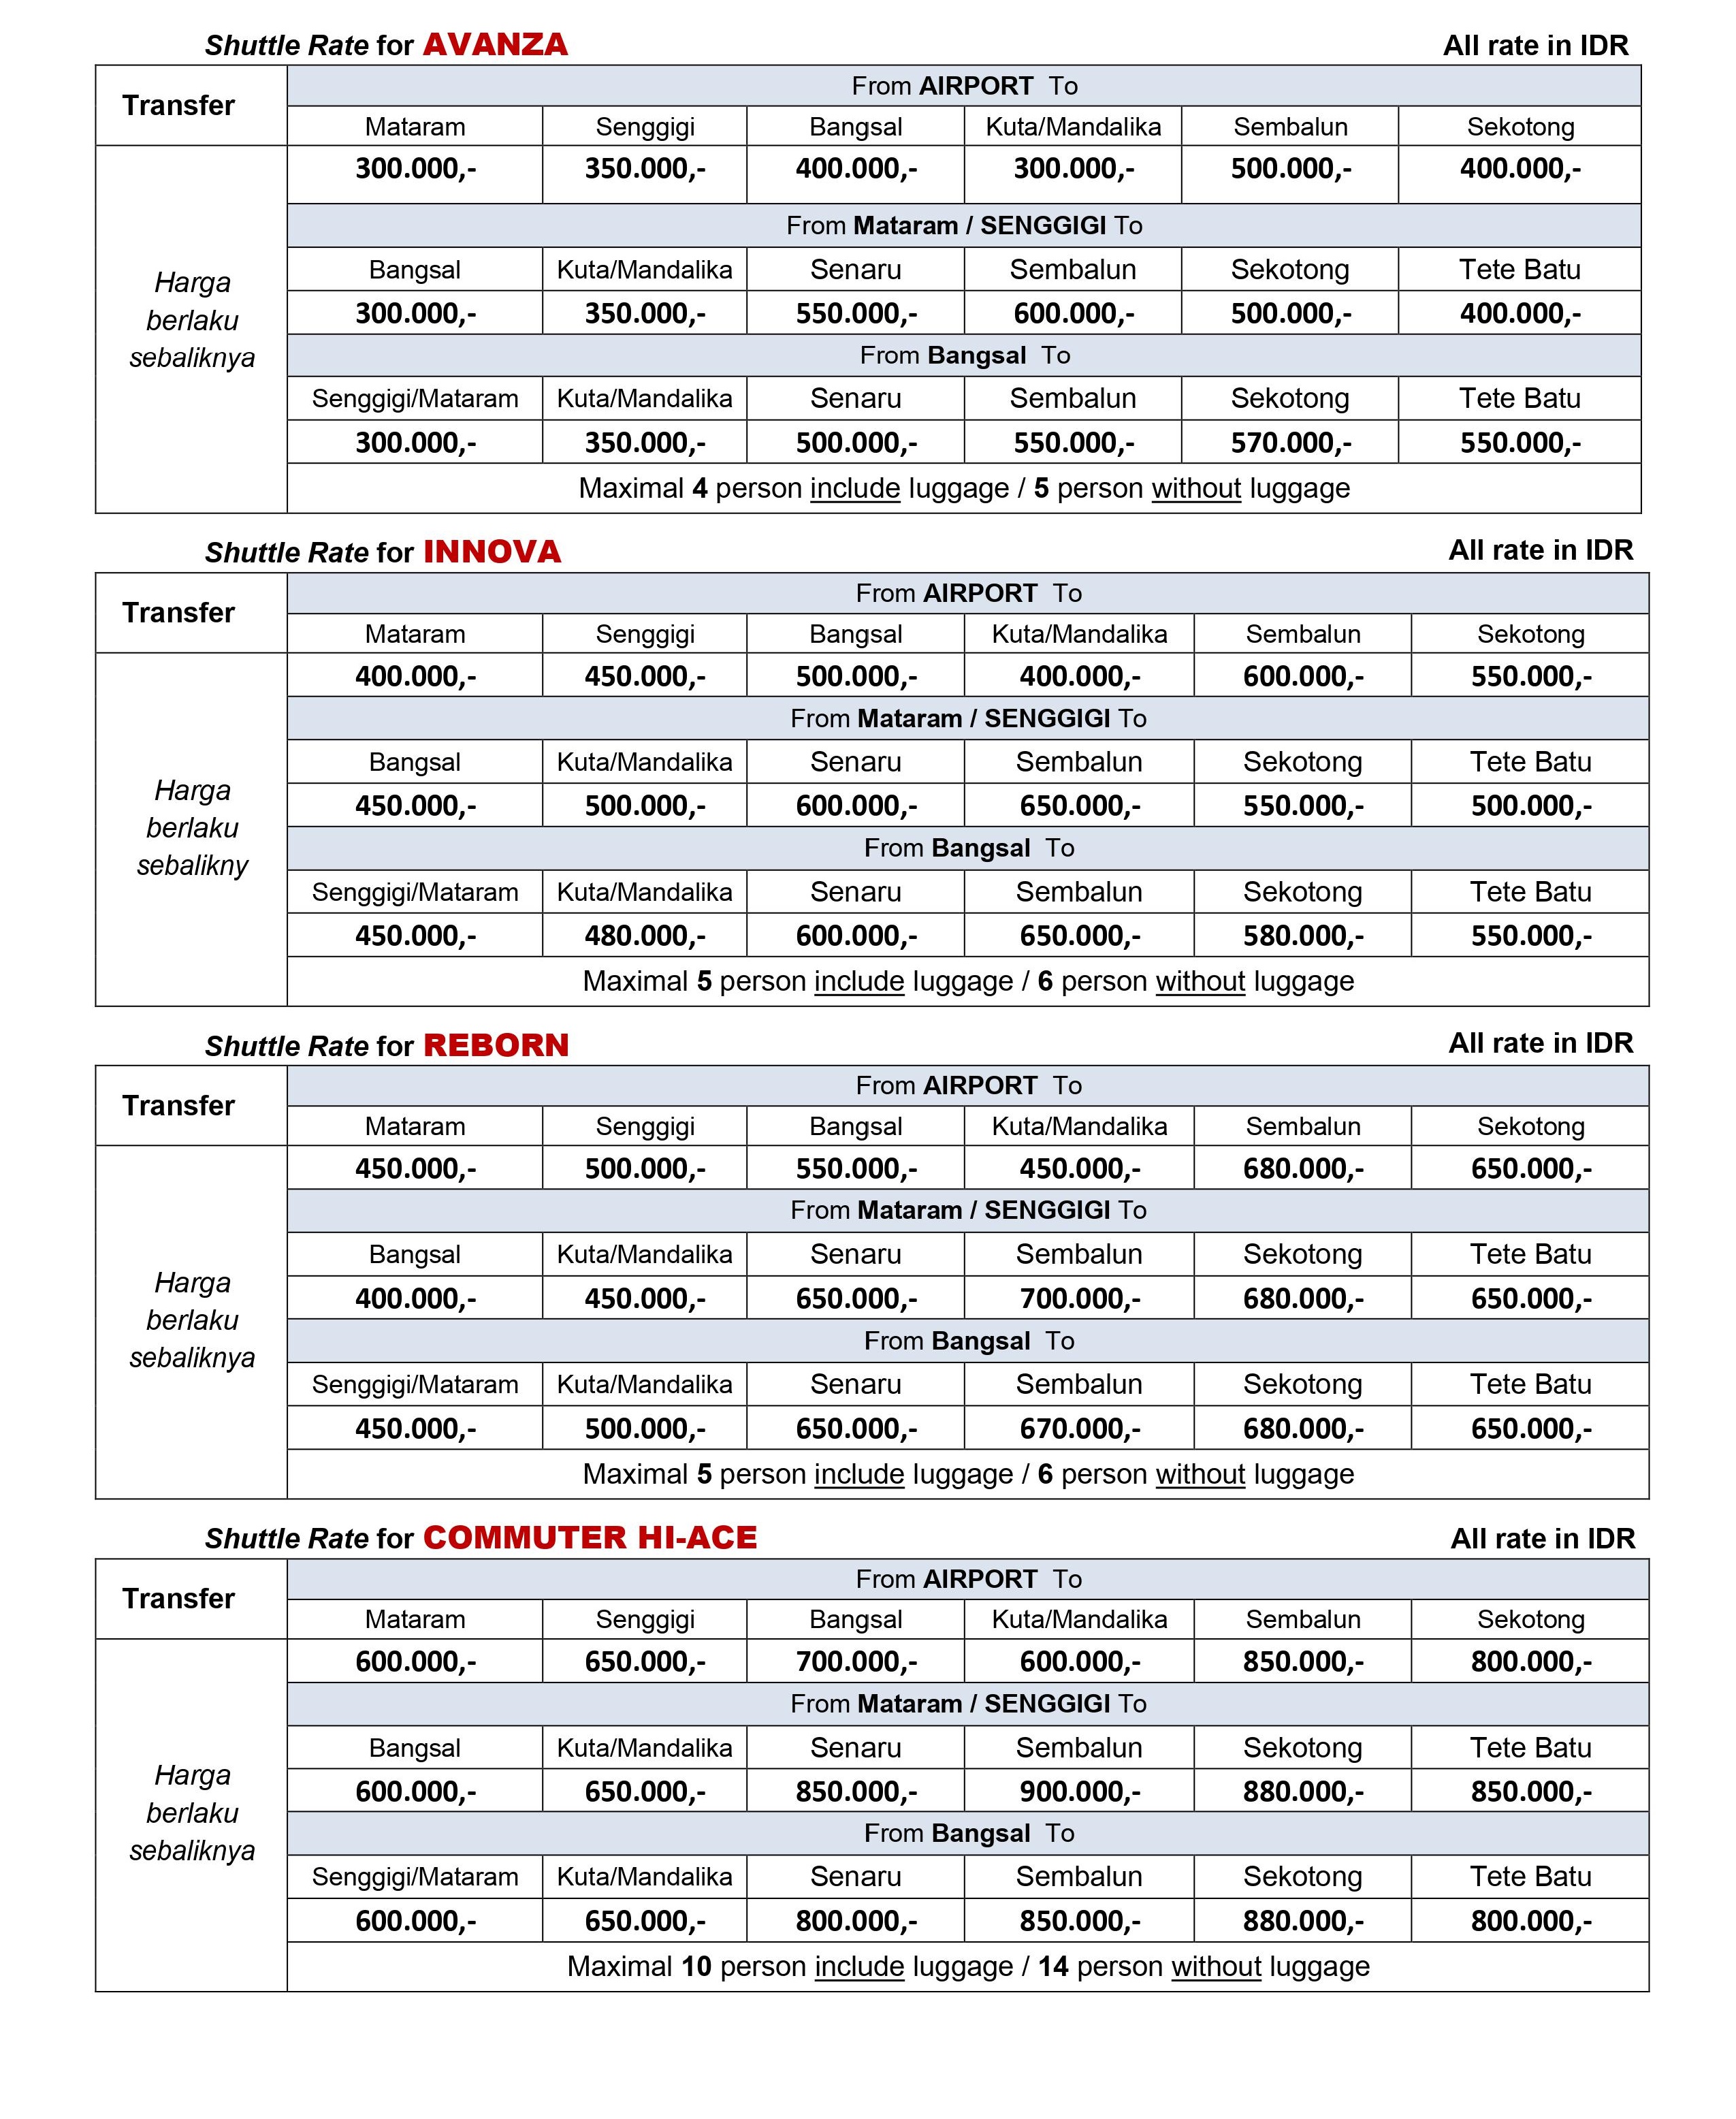 Shuttle Rate for AVANZA All rate in IDR
Transfer
From AIRPORT To
Mataram Senggigi Bangsal Kuta/Mandalika Sembalun Sekotong
Harga
berlaku
sebaliknya
300.000,- 350.000,- 400.000,- 300.000,- 500.000,- 400.000,-
From Mataram / SENGGIGI To
Bangsal Kuta/Mandalika Senaru Sembalun Sekotong Tete Batu
300.000,- 350.000,- 550.000,- 600.000,- 500.000,- 400.000,-
From Bangsal To
Senggigi/Mataram Kuta/Mandalika Senaru Sembalun Sekotong Tete Batu
300.000,- 350.000,- 500.000,- 550.000,- 570.000,- 550.000,-
Maximal 4 person include luggage / 5 person without luggage
Shuttle Rate for INNOVA All rate in IDR
Transfer
From AIRPORT To
Mataram Senggigi Bangsal Kuta/Mandalika Sembalun Sekotong
Harga
berlaku
sebalikny
400.000,- 450.000,- 500.000,- 400.000,- 600.000,- 550.000,-
From Mataram / SENGGIGI To
Bangsal Kuta/Mandalika Senaru Sembalun Sekotong Tete Batu
450.000,- 500.000,- 600.000,- 650.000,- 550.000,- 500.000,-
From Bangsal To
Senggigi/Mataram Kuta/Mandalika Senaru Sembalun Sekotong Tete Batu
450.000,- 480.000,- 600.000,- 650.000,- 580.000,- 550.000,-
Maximal 5 person include luggage / 6 person without luggage
Shuttle Rate for REBORN All rate in IDR
Transfer
From AIRPORT To
Mataram Senggigi Bangsal Kuta/Mandalika Sembalun Sekotong
Harga
berlaku
sebaliknya
450.000,- 500.000,- 550.000,- 450.000,- 680.000,- 650.000,-
From Mataram / SENGGIGI To
Bangsal Kuta/Mandalika Senaru Sembalun Sekotong Tete Batu
400.000,- 450.000,- 650.000,- 700.000,- 680.000,- 650.000,-
From Bangsal To
Senggigi/Mataram Kuta/Mandalika Senaru Sembalun Sekotong Tete Batu
450.000,- 500.000,- 650.000,- 670.000,- 680.000,- 650.000,-
Maximal 5 person include luggage / 6 person without luggage
Shuttle Rate for COMMUTER HI-ACE All rate in IDR
Transfer
From AIRPORT To
Mataram Senggigi Bangsal Kuta/Mandalika Sembalun Sekotong
Harga
berlaku
sebaliknya
600.000,- 650.000,- 700.000,- 600.000,- 850.000,- 800.000,-
From Mataram / SENGGIGI To
Bangsal Kuta/Mandalika Senaru Sembalun Sekotong Tete Batu
600.000,- 650.000,- 850.000,- 900.000,- 880.000,- 850.000,-
From Bangsal To
Senggigi/Mataram Kuta/Mandalika Senaru Sembalun Sekotong Tete Batu
600.000,- 650.000,- 800.000,- 850.000,- 880.000,- 800.000,-
Maximal 10 person include luggage / 14 person without luggage